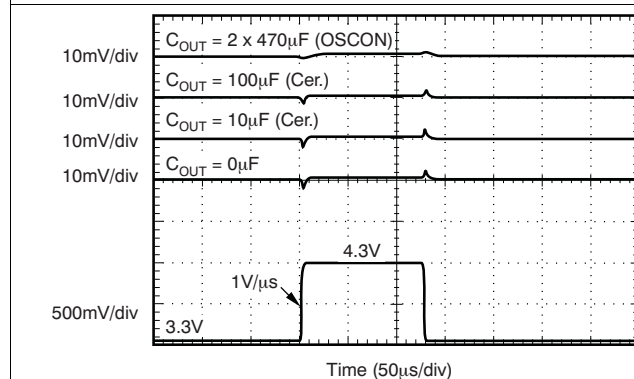 C_OUT = 2 x 470µF (OSCON)
10mV/div
C_OUT = 100µF (Cer.)
10mV/div
C_OUT = 10µF (Cer.)
10mV/div
C_OUT = 0µF
10mV/div
4.3V
1V/µs
500mV/div
3.3V
Time (50µs/div)